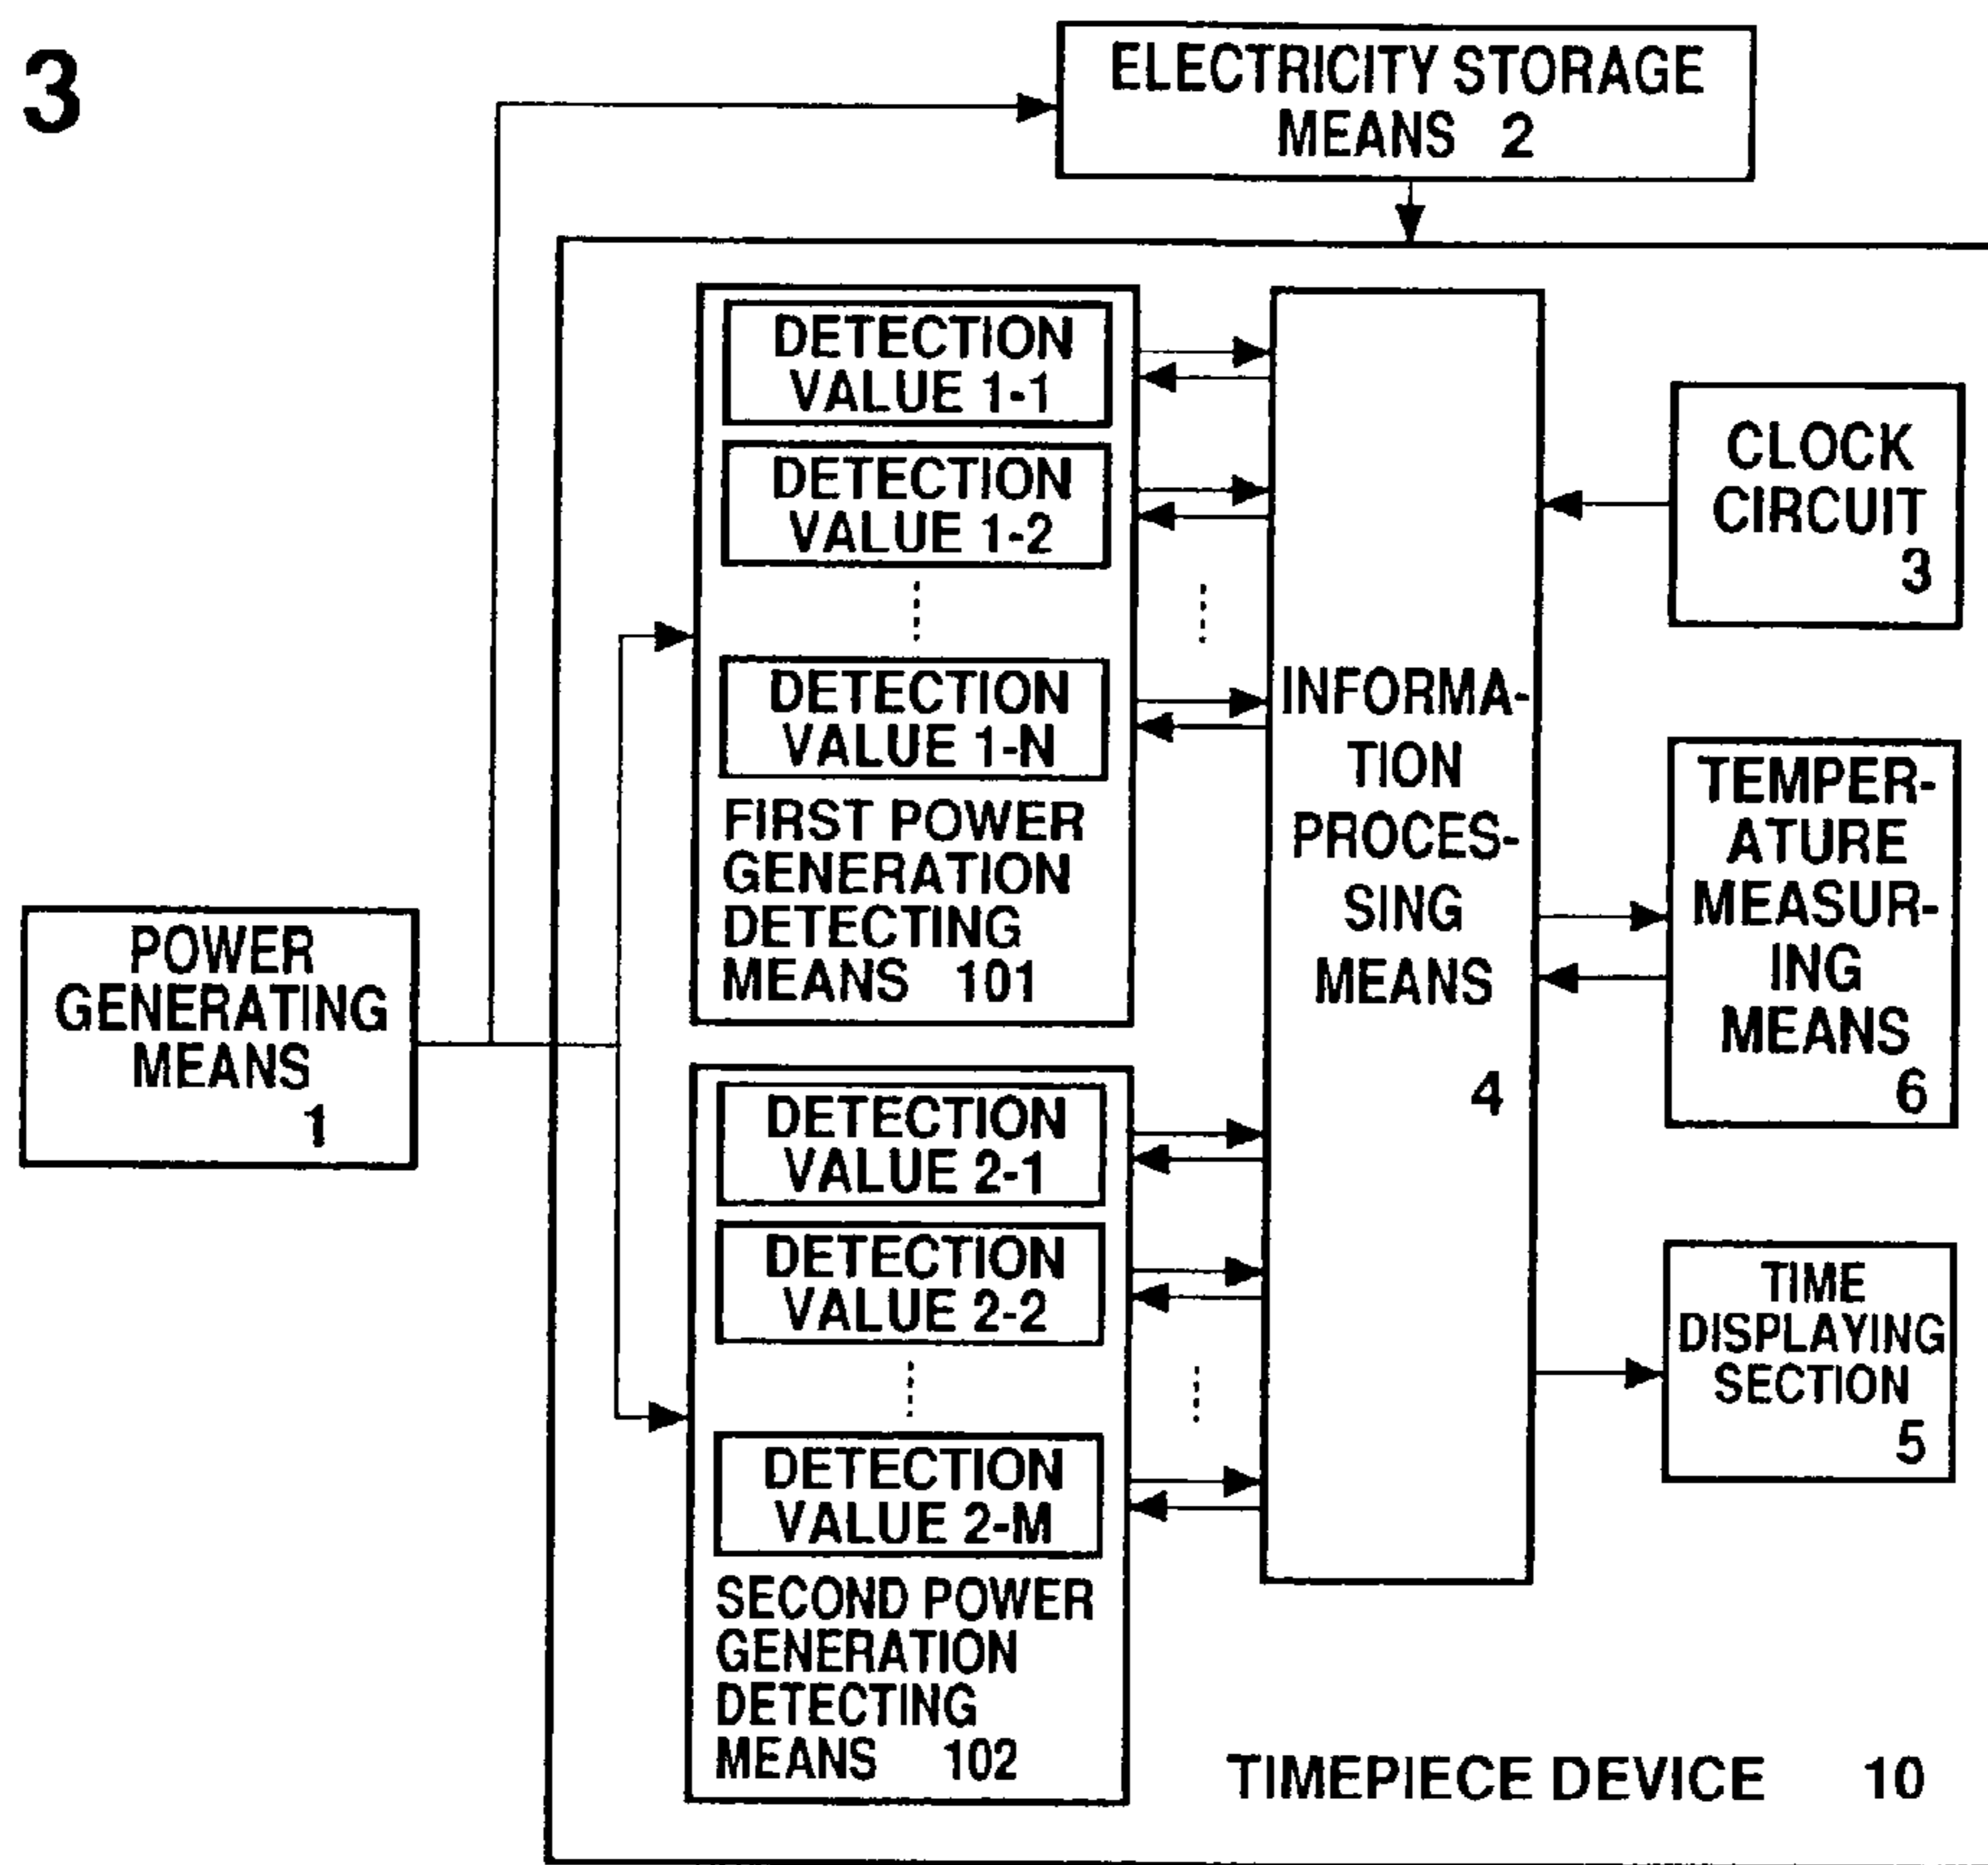 3
ELECTRICITY STORAGE
MEANS 2
DETECTION
VALUE 1-1
DETECTION
VALUE 1-2
DETECTION
VALUE 1-N
FIRST POWER
GENERATION
DETECTING
MEANS 101
POWER
GENERATING
MEANS
1
DETECTION
VALUE 2-1
DETECTION
VALUE 2-2
DETECTION
VALUE 2-M
SECOND POWER
GENERATION
DETECTING
MEANS 102
INFORMA-
TION
PROCES-
SING
MEANS
4
CLOCK
CIRCUIT
3
TEMPER-
ATURE
MEASUR-
ING
MEANS
6
TIME
DISPLAYING
SECTION
5
TIMEPIECE DEVICE 10